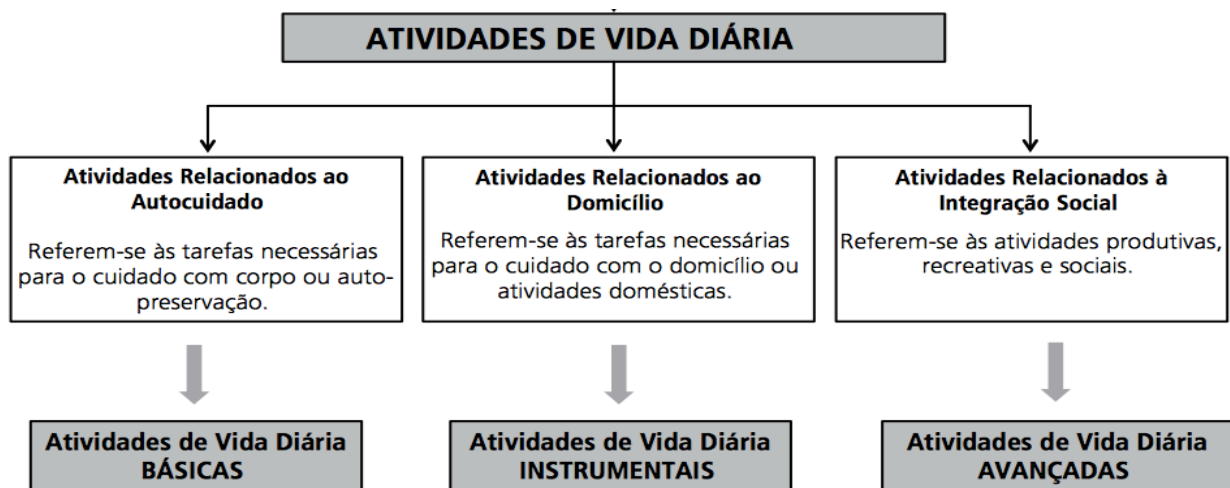 ATIVIDADES DE VIDA DIÁRIA
Atividades Relacionados ao
Autocuidado
Referem-se às tarefas necessárias
para o cuidado com corpo ou auto-
preservação.
Atividades Relacionados ao
Domicílio
Referem-se às tarefas necessárias
para o cuidado com o domicílio ou
atividades domésticas.
Atividades Relacionados à
Integração Social
Referem-se às atividades produtivas,
recreativas e sociais.
Atividades de Vida Diária
BÁSICAS
Atividades de Vida Diária
INSTRUMENTAIS
Atividades de Vida Diária
AVANÇADAS